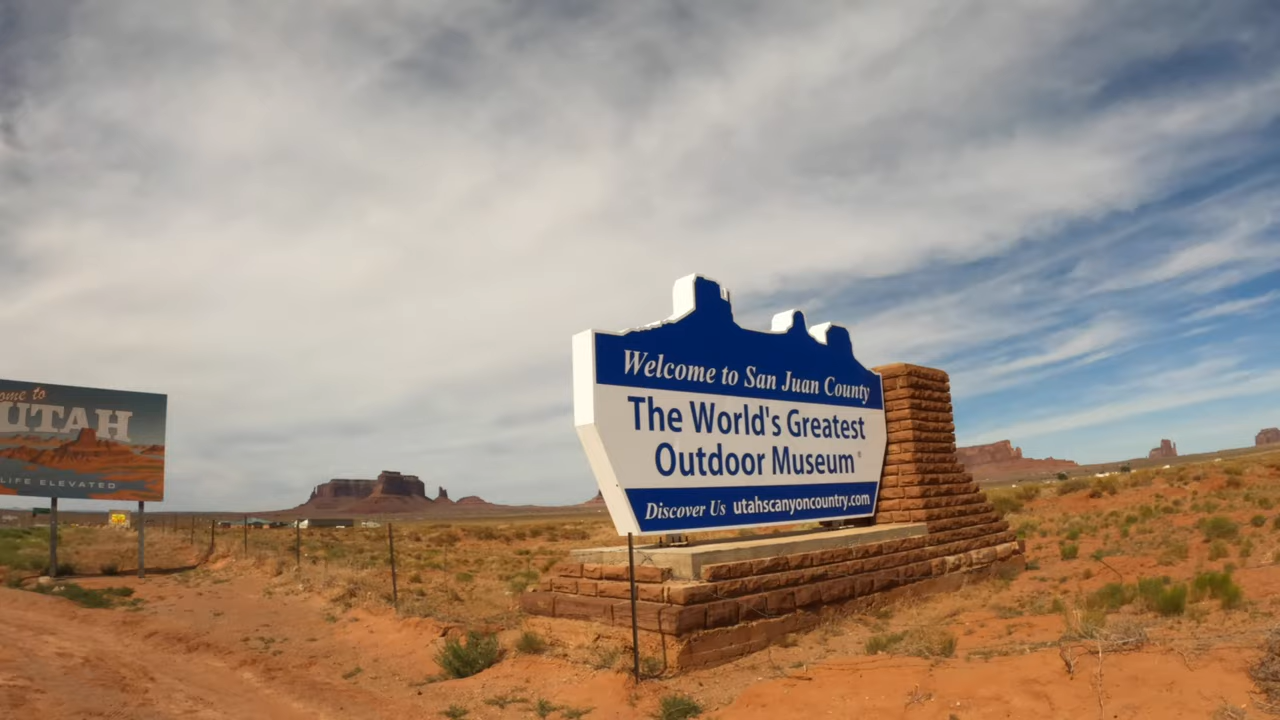 ome to
UTAH
LIFE ELEVATED
Welcome to San Juan County
The World's Greatest
Outdoor Museum®
Discover Us utahscanyoncountry.com